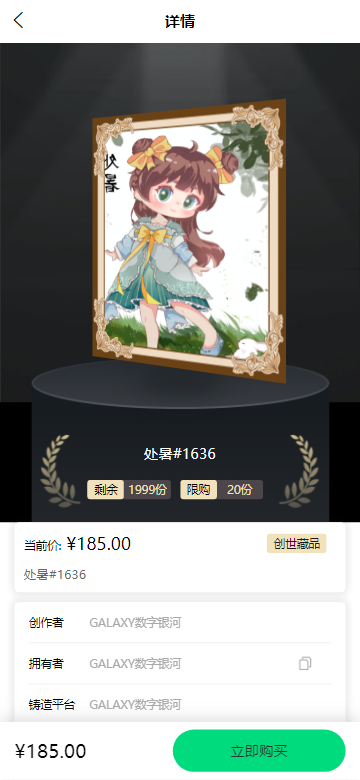 详情
处暑
处暑#1636
剩余 1999份 限购 20份
当前价: ¥185.00 创世藏品
处暑#1636
创作者 GALAXY数字银河
拥有者 GALAXY数字银河
铸造平台 GALAXY数字银河
¥185.00 立即购买